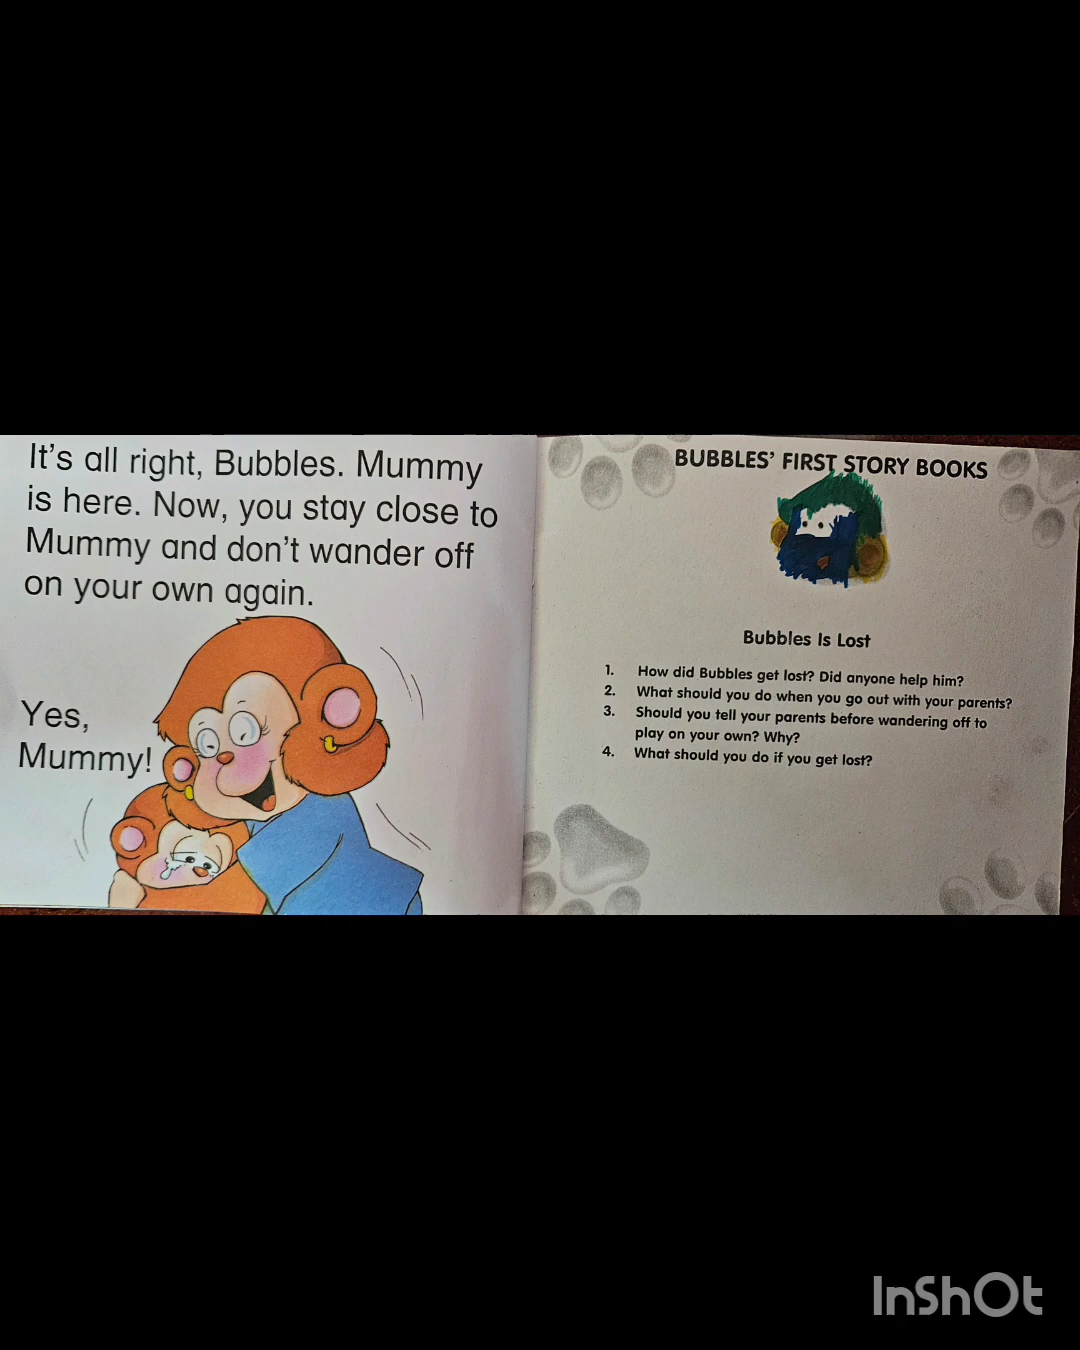 It's all right, Bubbles. Mummy
is here. Now, you stay close to
Mummy and don't wander off
on your own again.
Yes,
Mummy!
BUBBLES' FIRST STORY BOOKS
Bubbles Is Lost
1. How did Bubbles get lost? Did anyone help him?
2. What should you do when you go out with your parents?
3. Should you tell your parents before wandering off to
play on your own? Why?
4. What should you do if you get lost?
InShOt